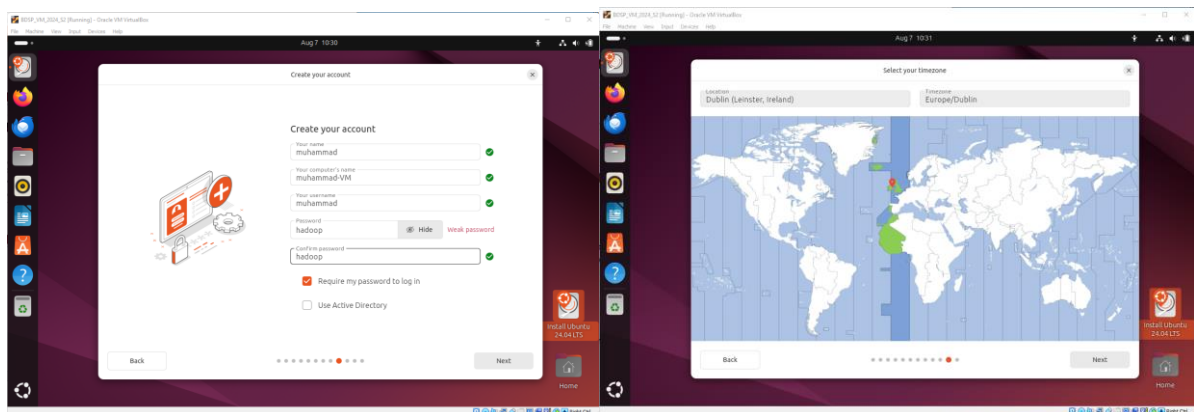 BDSP_VM_2024_S2 [Running] - Oracle VM VirtualBox
File Machine View Input Devices Help
Aug 7 10:30
Create your account
Create your account
Your name
muhammad
Your computer's name
muhammad-VM
Your username
muhammad
Password
hadoop
Hide
Weak password
Confirm password
hadoop
Require my password to log in
Use Active Directory
Back
Next
Install Ubuntu
24.04 LTS
Home
Right Ctrl
BDSP_VM_2024_S2 [Running] - Oracle VM VirtualBox
File Machine View Input Devices Help
Aug 7 10:31
Select your timezone
Location
Dublin (Leinster, Ireland)
Timezone
Europe/Dublin
Back
Next
Install Ubuntu
24.04 LTS
Home
Right Ctrl